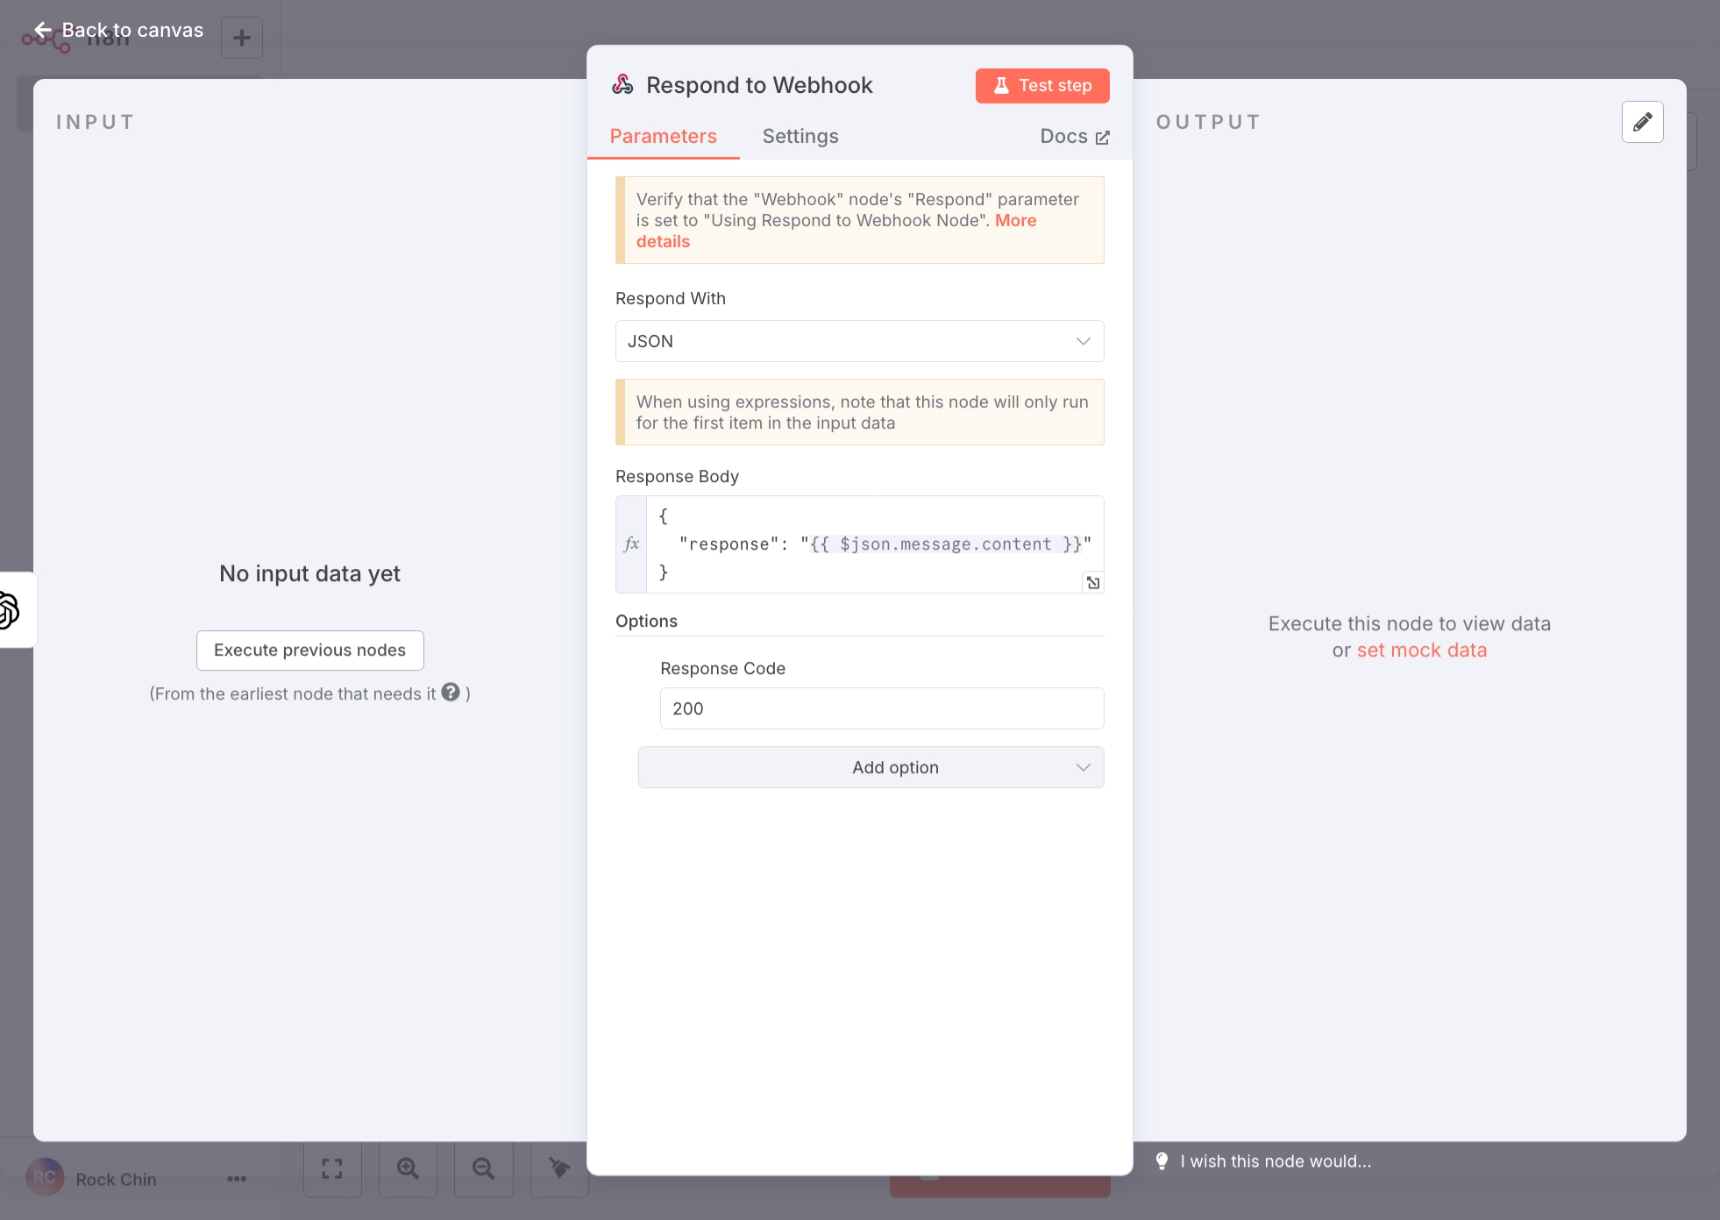 Back to canvas
n8n
INPUT
No input data yet
Execute previous nodes
(From the earliest node that needs it ? )
Respond to Webhook
Test step
Parameters
Settings
Docs
Verify that the "Webhook" node's "Respond" parameter
is set to "Using Respond to Webhook Node". More
details
Respond With
JSON
When using expressions, note that this node will only run
for the first item in the input data
Response Body
fx
{
"response": "{{ $json.message.content }}"
}
Options
Response Code
200
Add option
OUTPUT
Execute this node to view data
or set mock data
I wish this node would...
RC
Rock Chin